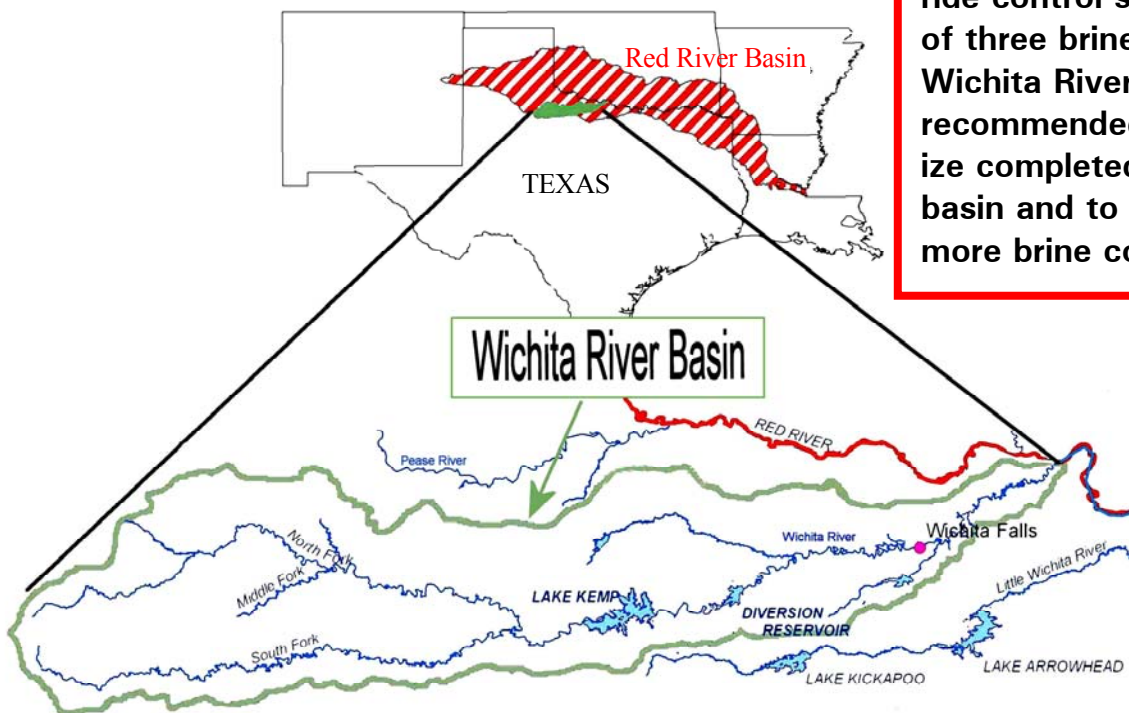 ride control s
of three brine
Wichita River
recommended
ize completed
basin and to
more brine co
Red River Basin
TEXAS
Wichita River Basin
RED RIVER
Pease River
North Fork
Middle Fork
South Fork
Wichita River
Wichita Falls
Little Wichita River
LAKE KEMP
DIVERSION
RESERVOIR
LAKE KICKAPOO
LAKE ARROWHEAD